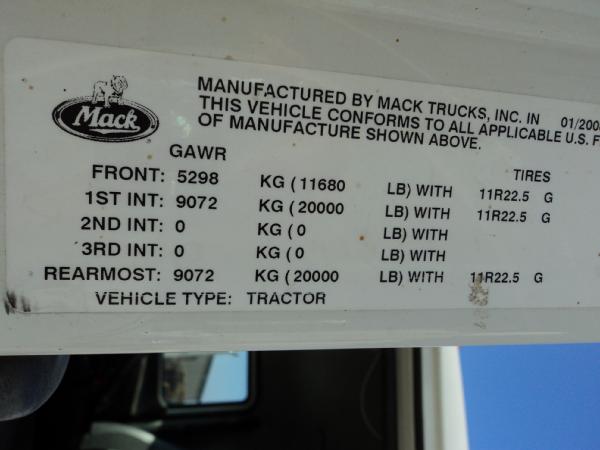 Mack
MANUFACTURED BY MACK TRUCKS, INC. IN
THIS VEHICLE CONFORMS TO ALL APPLICABLE U.S.
OF MANUFACTURE SHOWN ABOVE.
GAWR TIRES
FRONT: 5298 KG ( 11680 LB) WITH 11R22.5 G
1ST INT: 9072 KG ( 20000 LB) WITH 11R22.5 G
2ND INT: 0 KG ( 0 LB) WITH
3RD INT: 0 KG ( 0 LB) WITH
REARMOST: 9072 KG ( 20000 LB) WITH 11R22.5 G
VEHICLE TYPE: TRACTOR